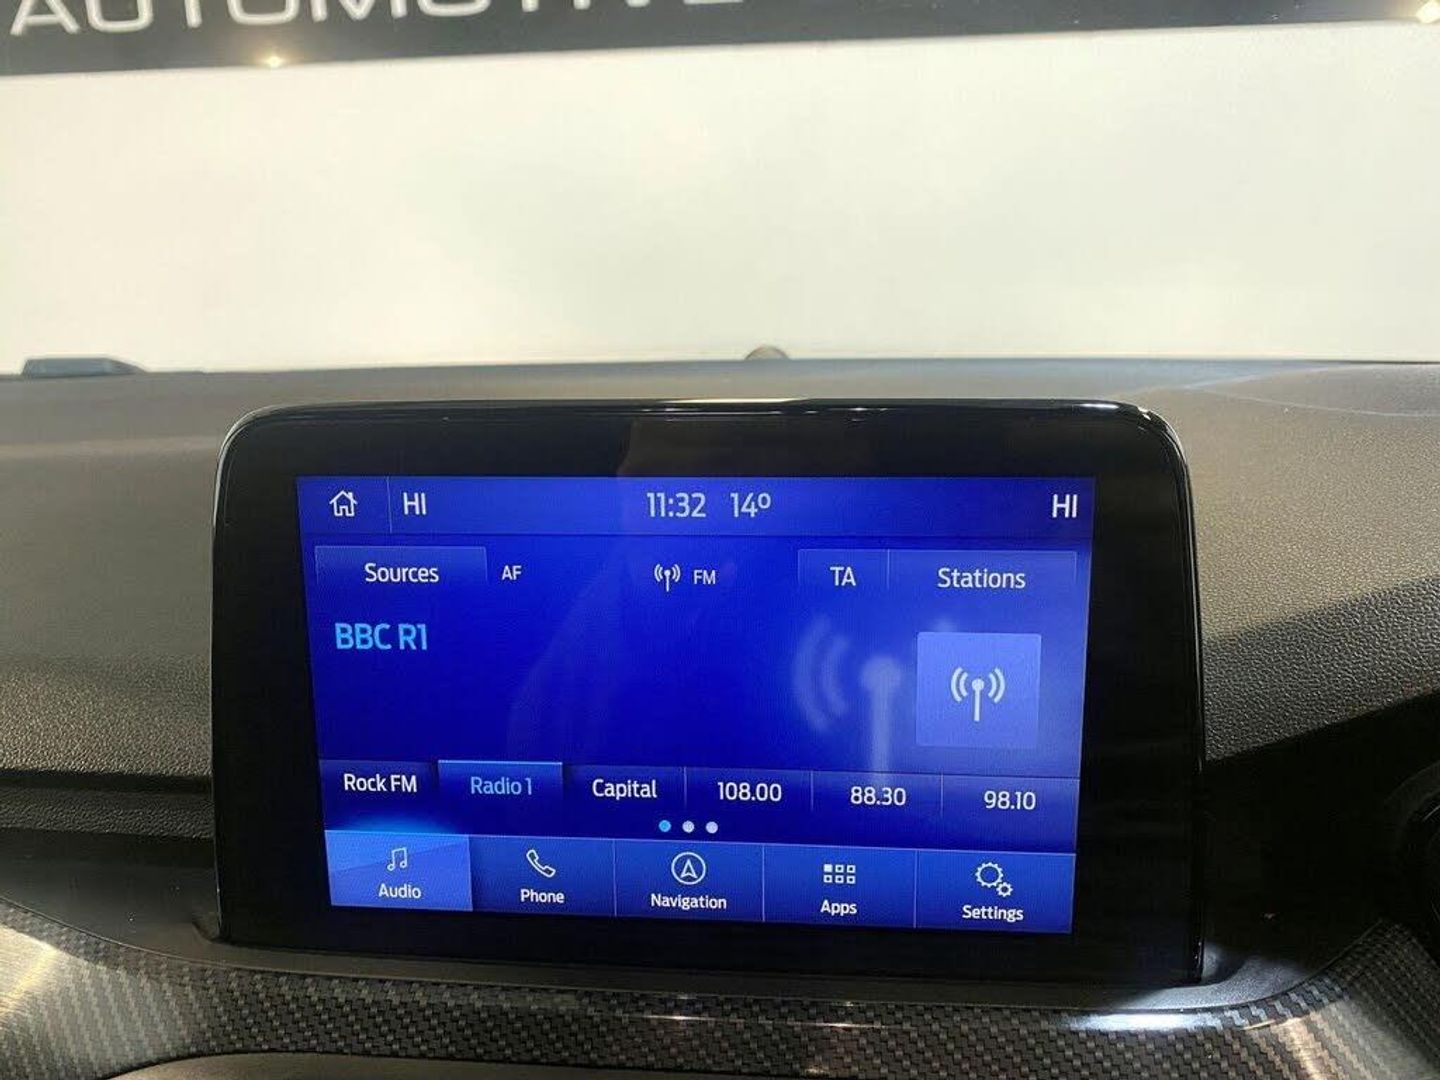 AUTOMOTIVE
HI 11:32 14º HI
Sources AF FM TA Stations
BBC R1
Rock FM Radio 1 Capital 108.00 88.30 98.10
Audio Phone Navigation Apps Settings